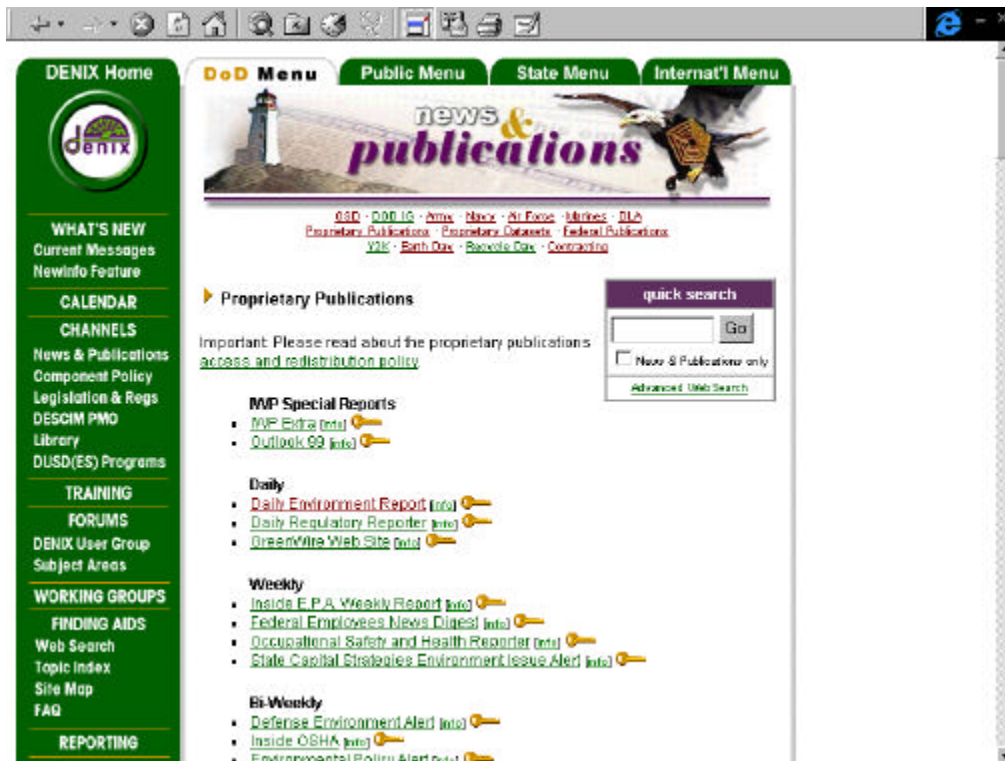 DENIX Home
DoD Menu
Public Menu
State Menu
Internat'l Menu
denix
news &
publications
OSD · DOD IG · Army · Navy · Air Force · Marines · DLA
Proprietary Publications · Proprietary Datasets · Federal Publications
Y2K · Earth Day · Recycle Day · Contracting
WHAT'S NEW
Current Messages
NewInfo Feature
CALENDAR
CHANNELS
News & Publications
Component Policy
Legislation & Regs
DESCIM PMO
Library
DUSD(ES) Programs
TRAINING
FORUMS
DENIX User Group
Subject Areas
WORKING GROUPS
FINDING AIDS
Web Search
Topic Index
Site Map
FAQ
REPORTING
Proprietary Publications
Important: Please read about the proprietary publications
access and redistribution policy.
quick search
Go
News & Publications only
Advanced Web Search
IWP Special Reports
IWP Extra [info]
Outlook 99 [info]
Daily
Daily Environment Report [info]
Daily Regulatory Reporter [info]
GreenWire Web Site [info]
Weekly
Inside E.P.A. Weekly Report [info]
Federal Employees News Digest [info]
Occupational Safety and Health Reporter [info]
State Capital Strategies Environment Issue Alert [info]
Bi-Weekly
Defense Environment Alert [info]
Inside OSHA [info]
Environmental Policy Alert [info]